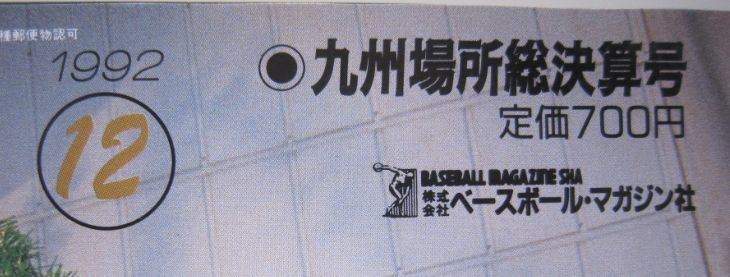 種郵便物認可
1992
12
●九州場所総決算号
定価700円
BASEBALL MAGAZINE SHA
株式会社ベースボール・マガジン社